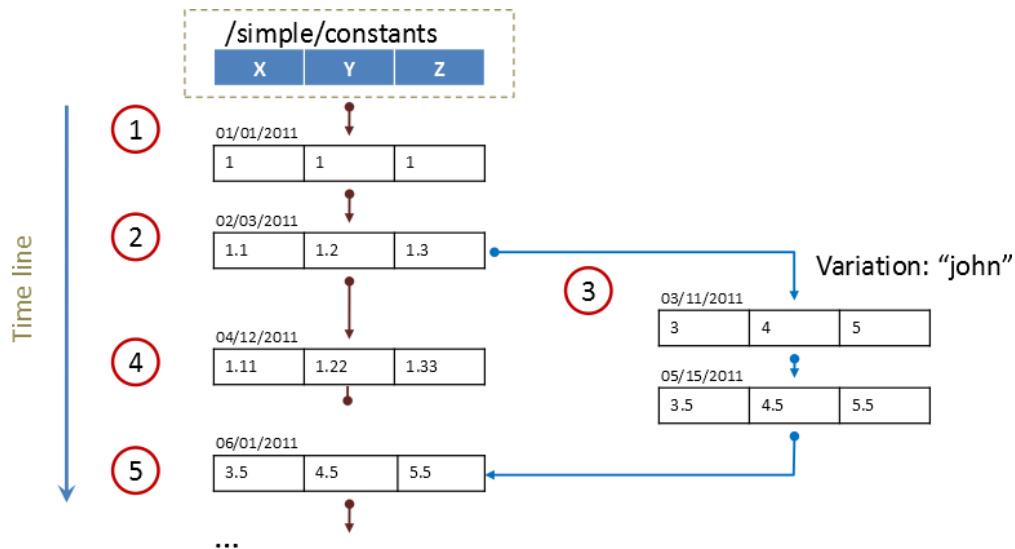 /simple/constants
X Y Z
1
01/01/2011
1 1 1
2
02/03/2011
1.1 1.2 1.3
Variation: “john”
3
03/11/2011
3 4 5
4
04/12/2011
1.11 1.22 1.33
05/15/2011
3.5 4.5 5.5
5
06/01/2011
3.5 4.5 5.5
...
Time line